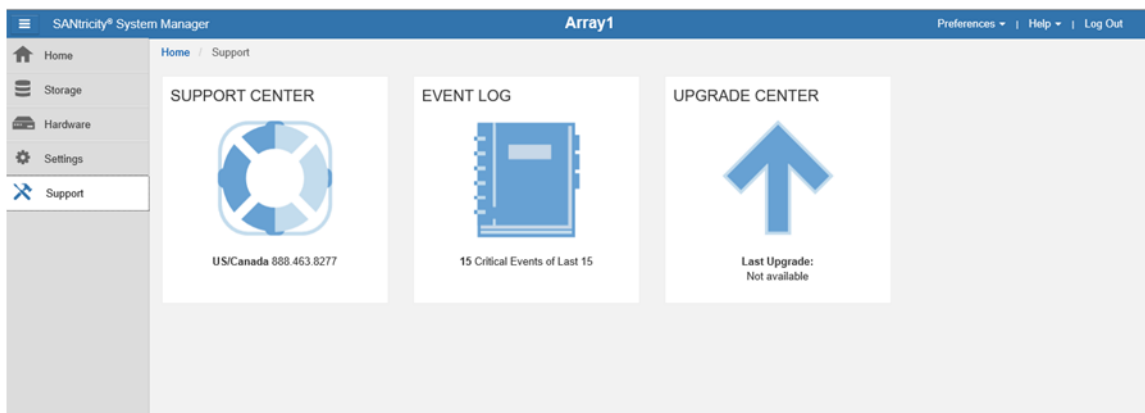 SANtricity® System Manager
Array1
Preferences | Help | Log Out
Home
Storage
Hardware
Settings
Support
Home / Support
SUPPORT CENTER
US/Canada 888.463.8277
EVENT LOG
15 Critical Events of Last 15
UPGRADE CENTER
Last Upgrade:
Not available